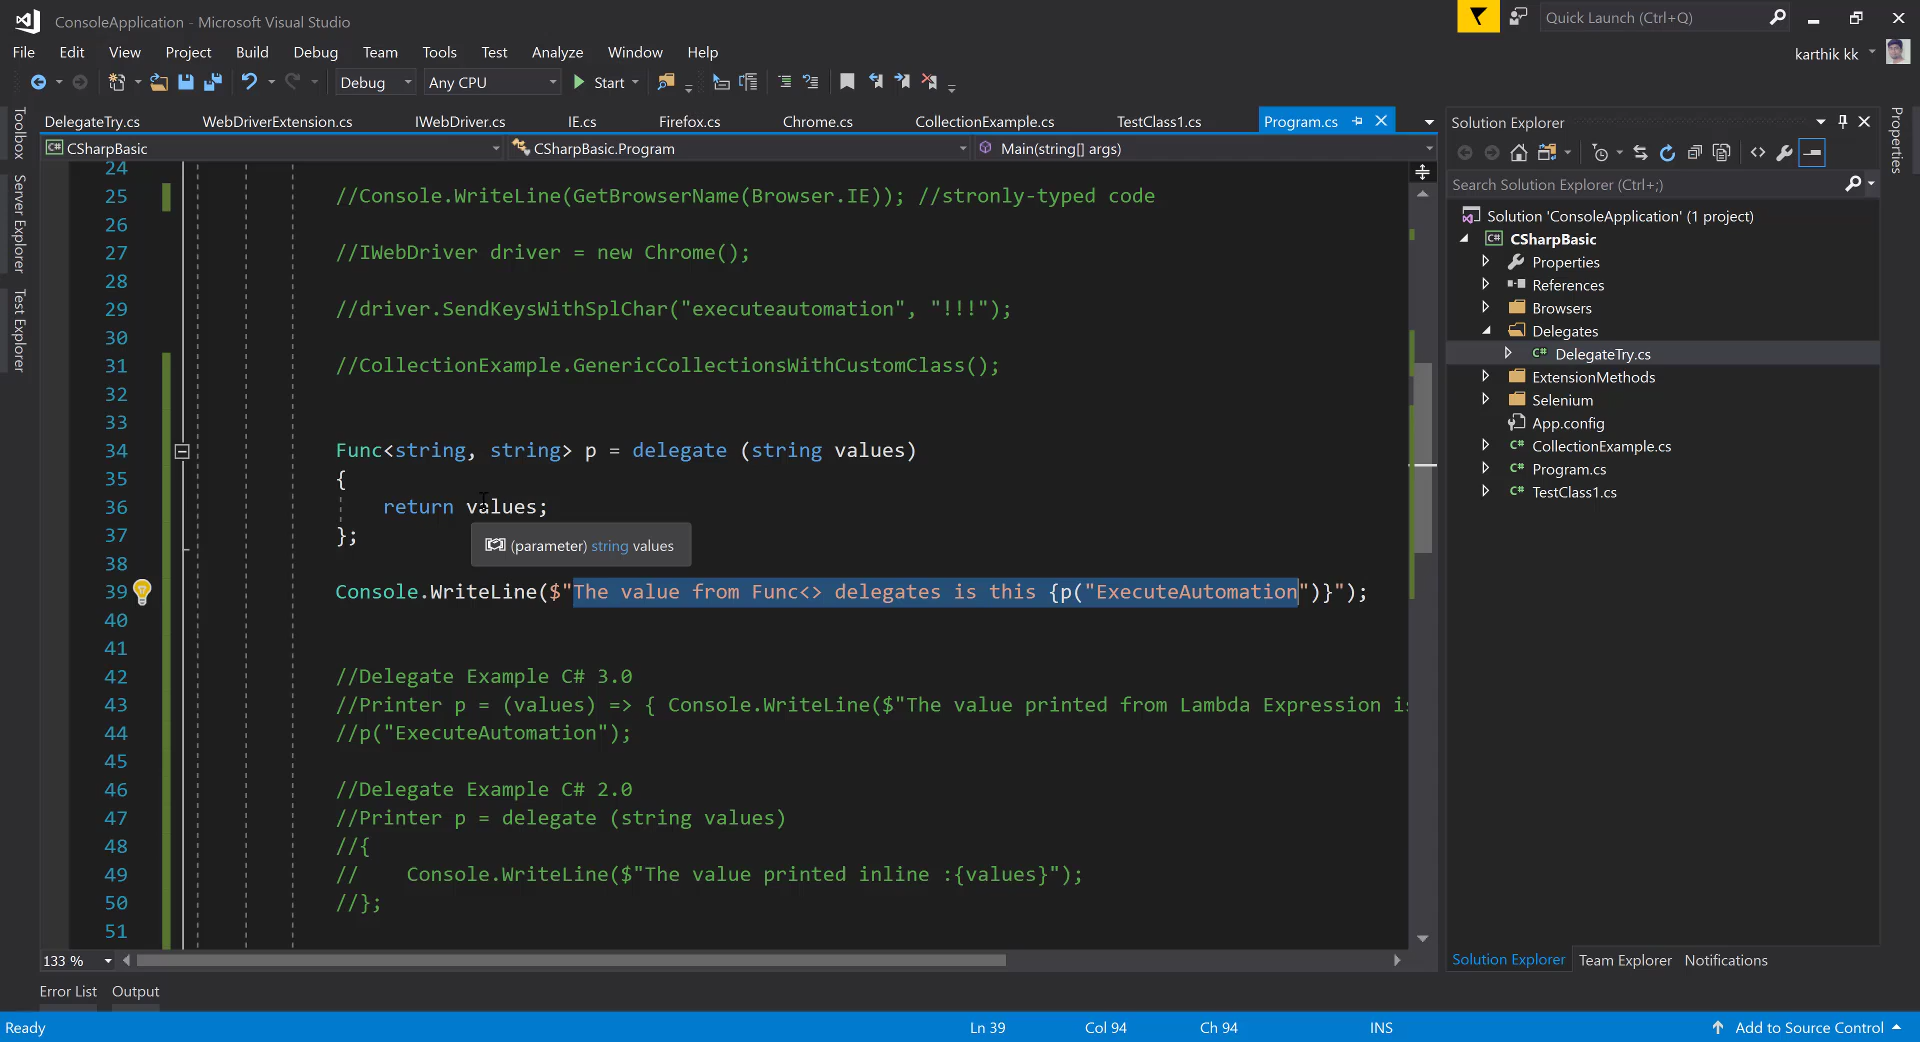 ConsoleApplication - Microsoft Visual Studio
Quick Launch (Ctrl+Q)
File Edit View Project Build Debug Team Tools Test Analyze Window Help
karthik kk
Debug Any CPU Start
DelegateTry.cs WebDriverExtension.cs IWebDriver.cs IE.cs Firefox.cs Chrome.cs CollectionExample.cs TestClass1.cs Program.cs
CSharpBasic CSharpBasic.Program Main(string[] args)
24
25 //Console.WriteLine(GetBrowserName(Browser.IE)); //stronly-typed code
26
27 //IWebDriver driver = new Chrome();
28
29 //driver.SendKeysWithSplChar("executeautomation", "!!!");
30
31 //CollectionExample.GenericCollectionsWithCustomClass();
32
33
34 Func<string, string> p = delegate (string values)
35 {
36 return values;
37 };
(parameter) string values
38
39 Console.WriteLine($"The value from Func<> delegates is this {p("ExecuteAutomation")}");
40
41
42 //Delegate Example C# 3.0
43 //Printer p = (values) => { Console.WriteLine($"The value printed from Lambda Expression is
44 //p("ExecuteAutomation");
45
46 //Delegate Example C# 2.0
47 //Printer p = delegate (string values)
48 //{
49 // Console.WriteLine($"The value printed inline :{values}");
50 //};
51
133 %
Toolbox
Server Explorer
Test Explorer
Solution Explorer
Search Solution Explorer (Ctrl+;)
Solution 'ConsoleApplication' (1 project)
CSharpBasic
Properties
References
Browsers
Delegates
DelegateTry.cs
ExtensionMethods
Selenium
App.config
CollectionExample.cs
Program.cs
TestClass1.cs
Solution Explorer Team Explorer Notifications
Properties
Error List Output
Ready Ln 39 Col 94 Ch 94 INS Add to Source Control